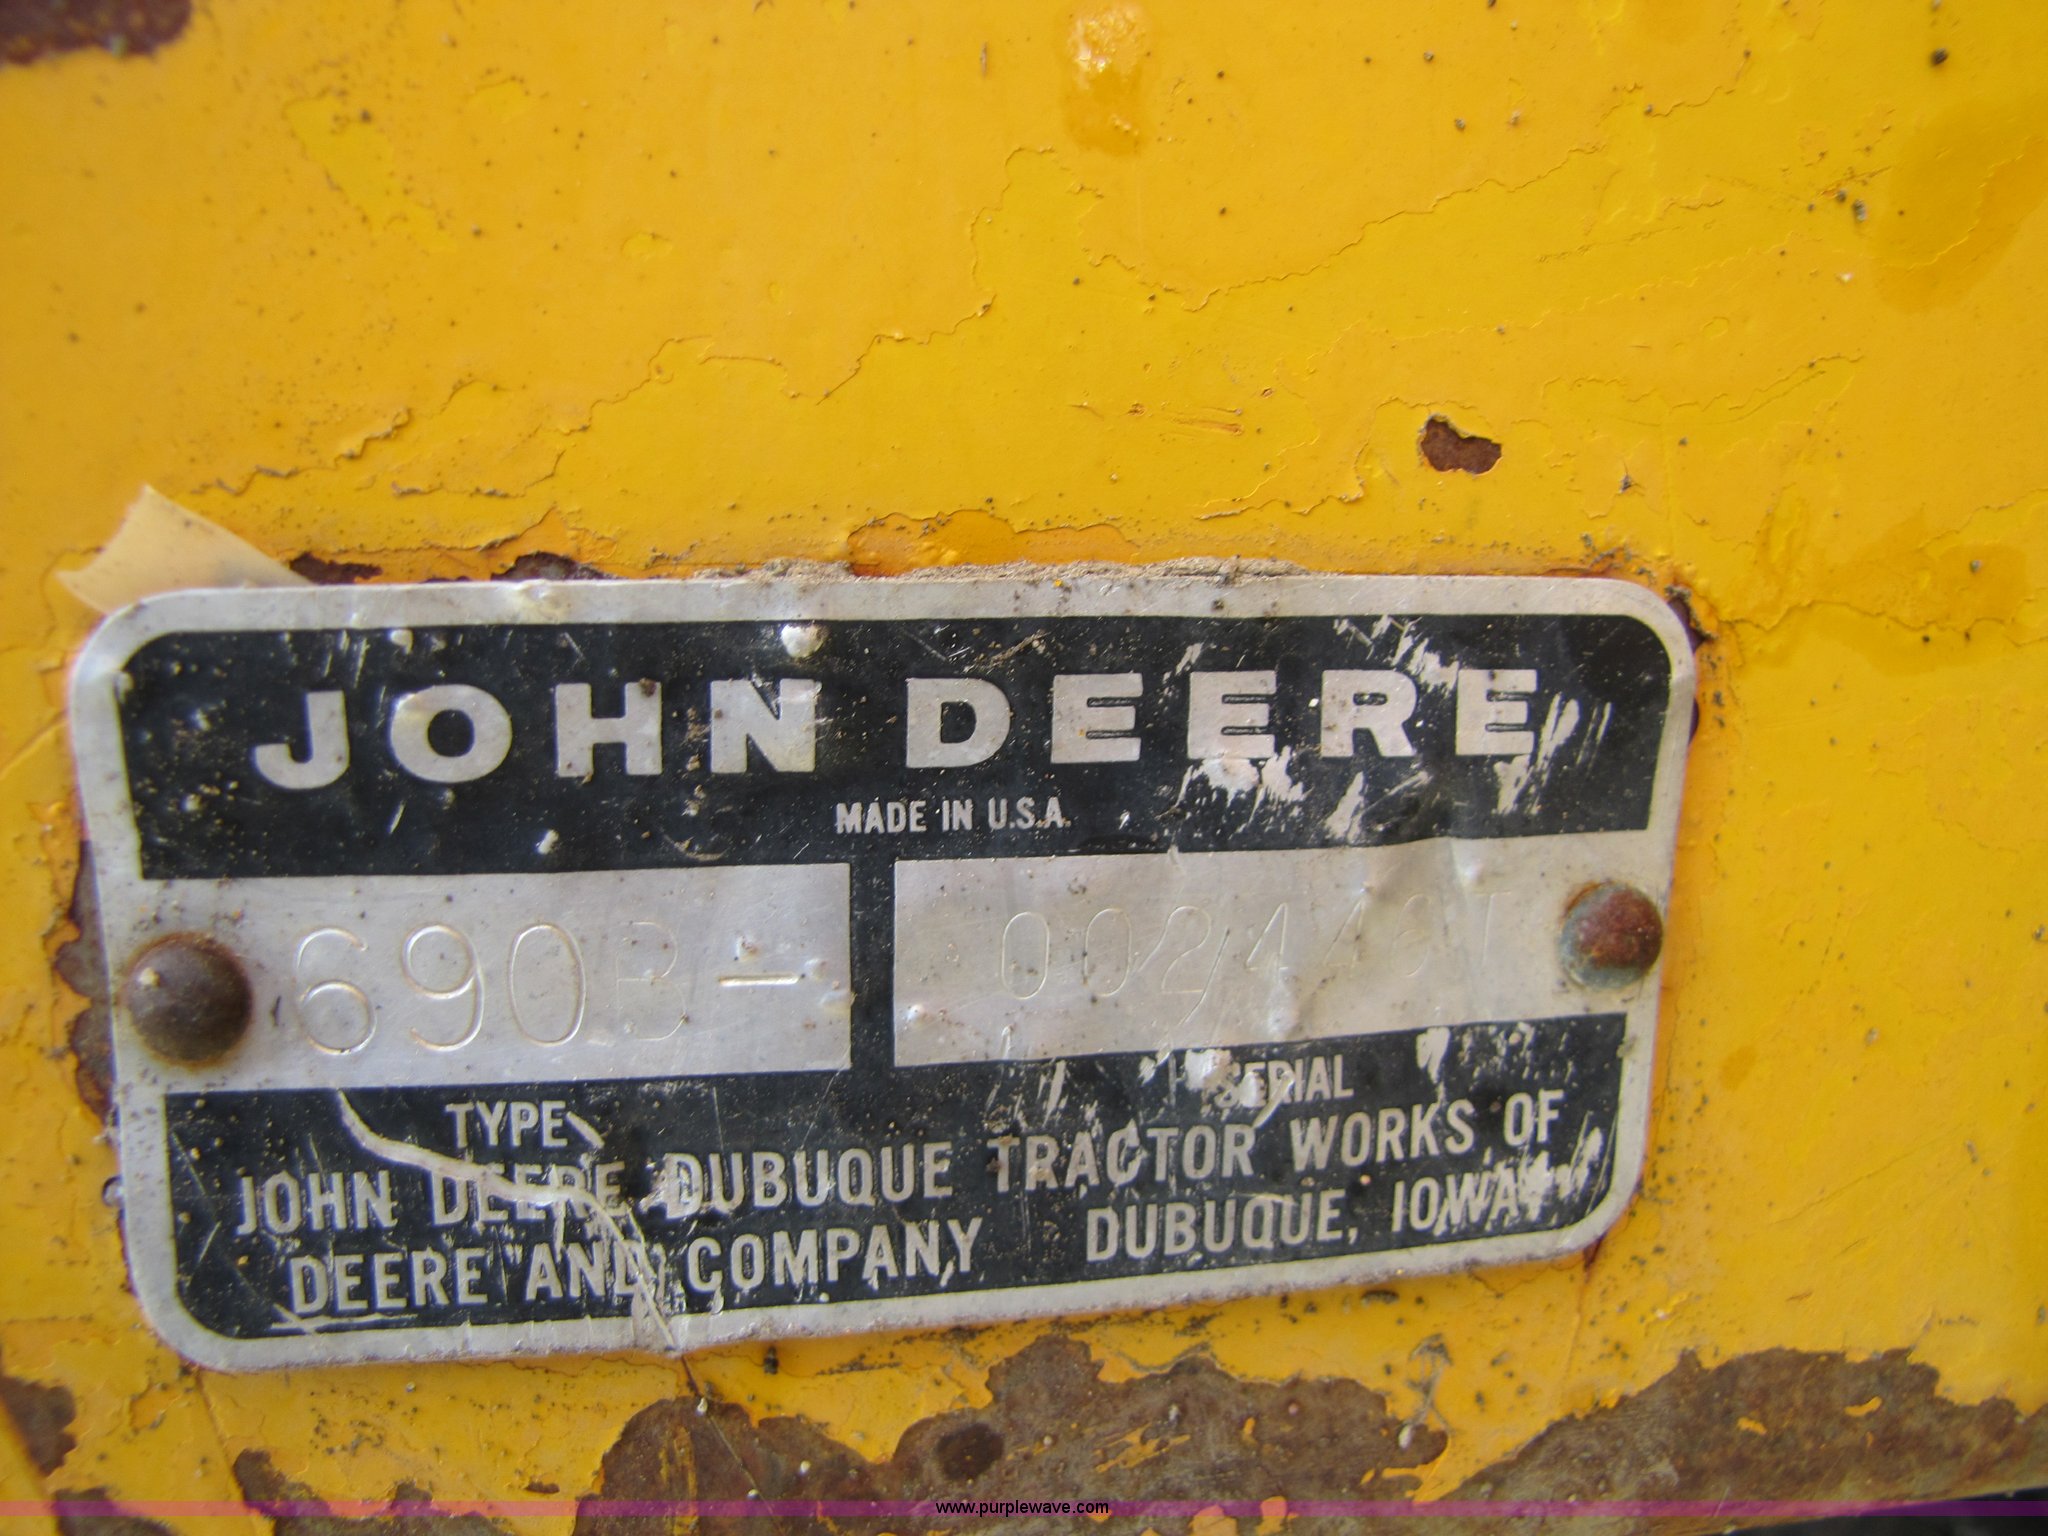 JOHN DEERE
MADE IN U.S.A.
690B-
TYPE
SERIAL
JOHN DEERE DUBUQUE TRACTOR WORKS OF
DEERE AND COMPANY DUBUQUE, IOWA
www.purplewave.com